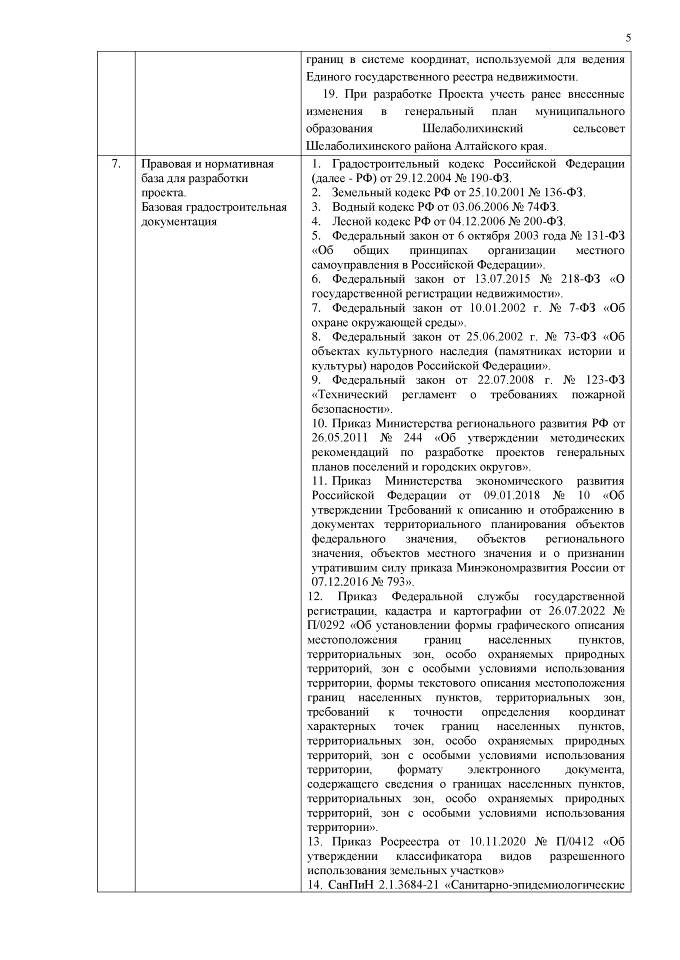 5
границ в системе координат, используемой для ведения
Единого государственного реестра недвижимости.
19. При разработке Проекта учесть ранее внесенные
изменения в генеральный план муниципального
образования Шелаболихинский сельсовет
Шелаболихинского района Алтайского края.
7.
Правовая и нормативная
база для разработки
проекта.
Базовая градостроительная
документация
1. Градостроительный кодекс Российской Федерации
(далее - РФ) от 29.12.2004 № 190-ФЗ.
2. Земельный кодекс РФ от 25.10.2001 № 136-ФЗ.
3. Водный кодекс РФ от 03.06.2006 № 74ФЗ.
4. Лесной кодекс РФ от 04.12.2006 № 200-ФЗ.
5. Федеральный закон от 6 октября 2003 года № 131-ФЗ
«Об общих принципах организации местного
самоуправления в Российской Федерации».
6. Федеральный закон от 13.07.2015 № 218-ФЗ «О
государственной регистрации недвижимости».
7. Федеральный закон от 10.01.2002 г. № 7-ФЗ «Об
охране окружающей среды».
8. Федеральный закон от 25.06.2002 г. № 73-ФЗ «Об
объектах культурного наследия (памятниках истории и
культуры) народов Российской Федерации».
9. Федеральный закон от 22.07.2008 г. № 123-ФЗ
«Технический регламент о требованиях пожарной
безопасности».
10. Приказ Министерства регионального развития РФ от
26.05.2011 № 244 «Об утверждении методических
рекомендаций по разработке проектов генеральных
планов поселений и городских округов».
11. Приказ Министерства экономического развития
Российской Федерации от 09.01.2018 № 10 «Об
утверждении Требований к описанию и отображению в
документах территориального планирования объектов
федерального значения, объектов регионального
значения, объектов местного значения и о признании
утратившим силу приказа Минэкономразвития России от
07.12.2016 № 793».
12. Приказ Федеральной службы государственной
регистрации, кадастра и картографии от 26.07.2022 №
П/0292 «Об установлении формы графического описания
местоположения границ населенных пунктов,
территориальных зон, особо охраняемых природных
территорий, зон с особыми условиями использования
территории, формы текстового описания местоположения
границ населенных пунктов, территориальных зон,
требований к точности определения координат
характерных точек границ населенных пунктов,
территориальных зон, особо охраняемых природных
территорий, зон с особыми условиями использования
территории, формату электронного документа,
содержащего сведения о границах населенных пунктов,
территориальных зон, особо охраняемых природных
территорий, зон с особыми условиями использования
территории».
13. Приказ Росреестра от 10.11.2020 № П/0412 «Об
утверждении классификатора видов разрешенного
использования земельных участков»
14. СанПиН 2.1.3684-21 «Санитарно-эпидемиологические